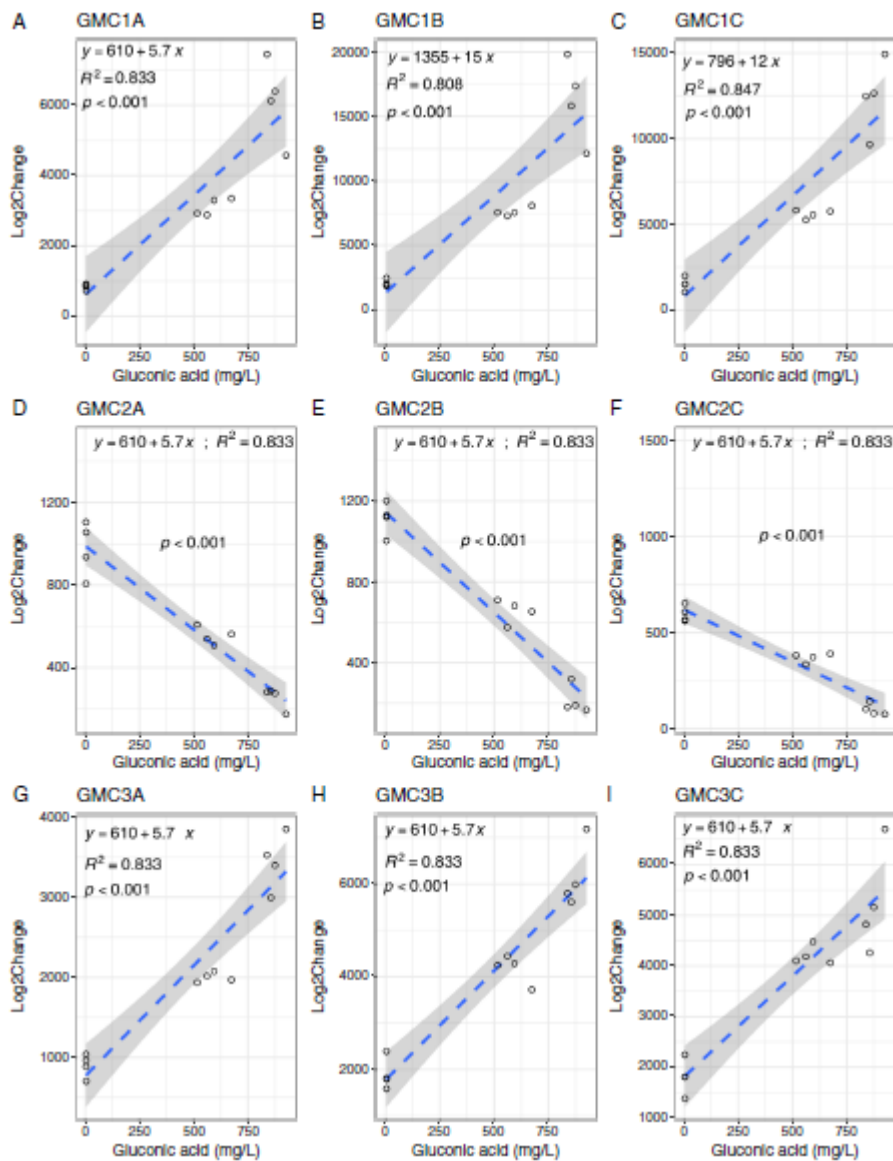 A GMC1A
B GMC1B
C GMC1C
y = 610 + 5.7 x
R² = 0.833
p < 0.001
6000
4000
2000
0
Log2Change
0 250 500 750
Gluconic acid (mg/L)
y = 1355 + 15 x
R² = 0.808
p < 0.001
20000
15000
10000
5000
0
Log2Change
0 250 500 750
Gluconic acid (mg/L)
y = 796 + 12 x
R² = 0.847
p < 0.001
15000
10000
5000
0
Log2Change
0 250 500 750
Gluconic acid (mg/L)
D GMC2A
E GMC2B
F GMC2C
y = 610 + 5.7 x ; R² = 0.833
p < 0.001
1200
800
400
Log2Change
0 250 500 750
Gluconic acid (mg/L)
y = 610 + 5.7 x ; R² = 0.833
p < 0.001
1200
800
400
Log2Change
0 250 500 750
Gluconic acid (mg/L)
y = 610 + 5.7 x ; R² = 0.833
p < 0.001
1500
1000
500
0
Log2Change
0 250 500 750
Gluconic acid (mg/L)
G GMC3A
H GMC3B
I GMC3C
y = 610 + 5.7 x
R² = 0.833
p < 0.001
4000
3000
2000
1000
Log2Change
0 250 500 750
Gluconic acid (mg/L)
y = 610 + 5.7 x
R² = 0.833
p < 0.001
6000
4000
2000
Log2Change
0 250 500 750
Gluconic acid (mg/L)
y = 610 + 5.7 x
R² = 0.833
p < 0.001
6000
5000
4000
3000
2000
1000
Log2Change
0 250 500 750
Gluconic acid (mg/L)